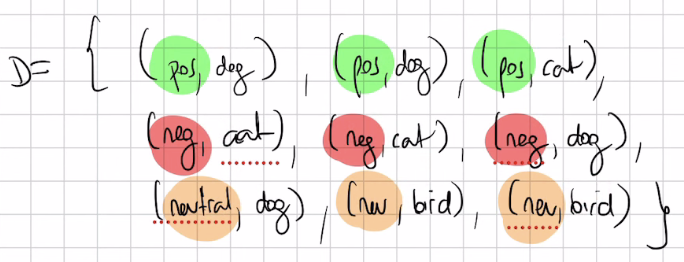 D= { (pos, dog), (pos, dog), (pos, cat),
(neg, cat), (neg, cat), (neg, dog),
(neutral, dog), (neu, bird), (neu, bird) }